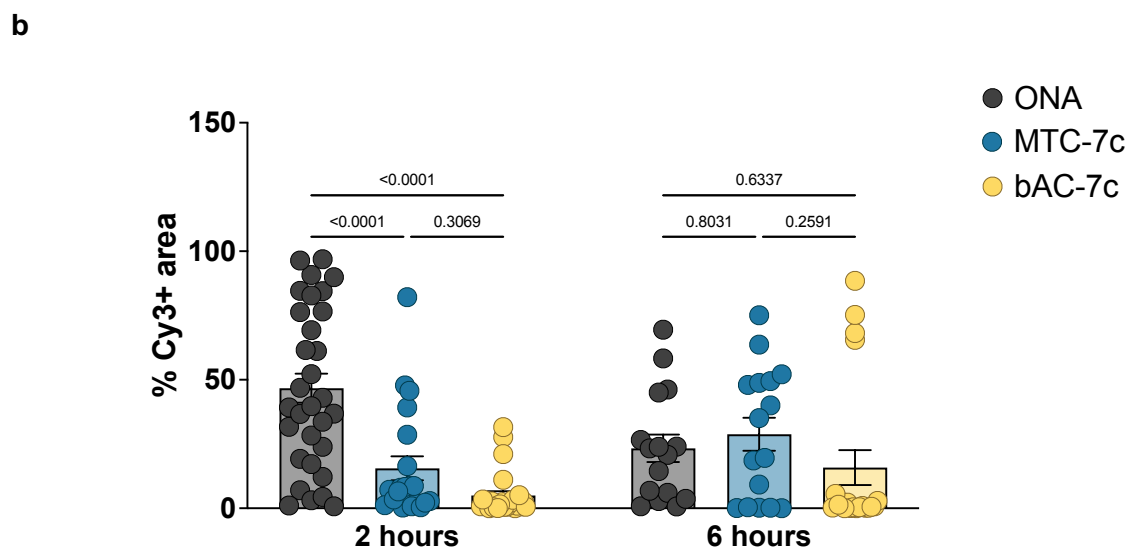 b
ONA
MTC-7c
bAC-7c
% Cy3+ area
150
100
50
0
<0.0001
<0.0001
0.3069
0.6337
0.8031
0.2591
2 hours
6 hours